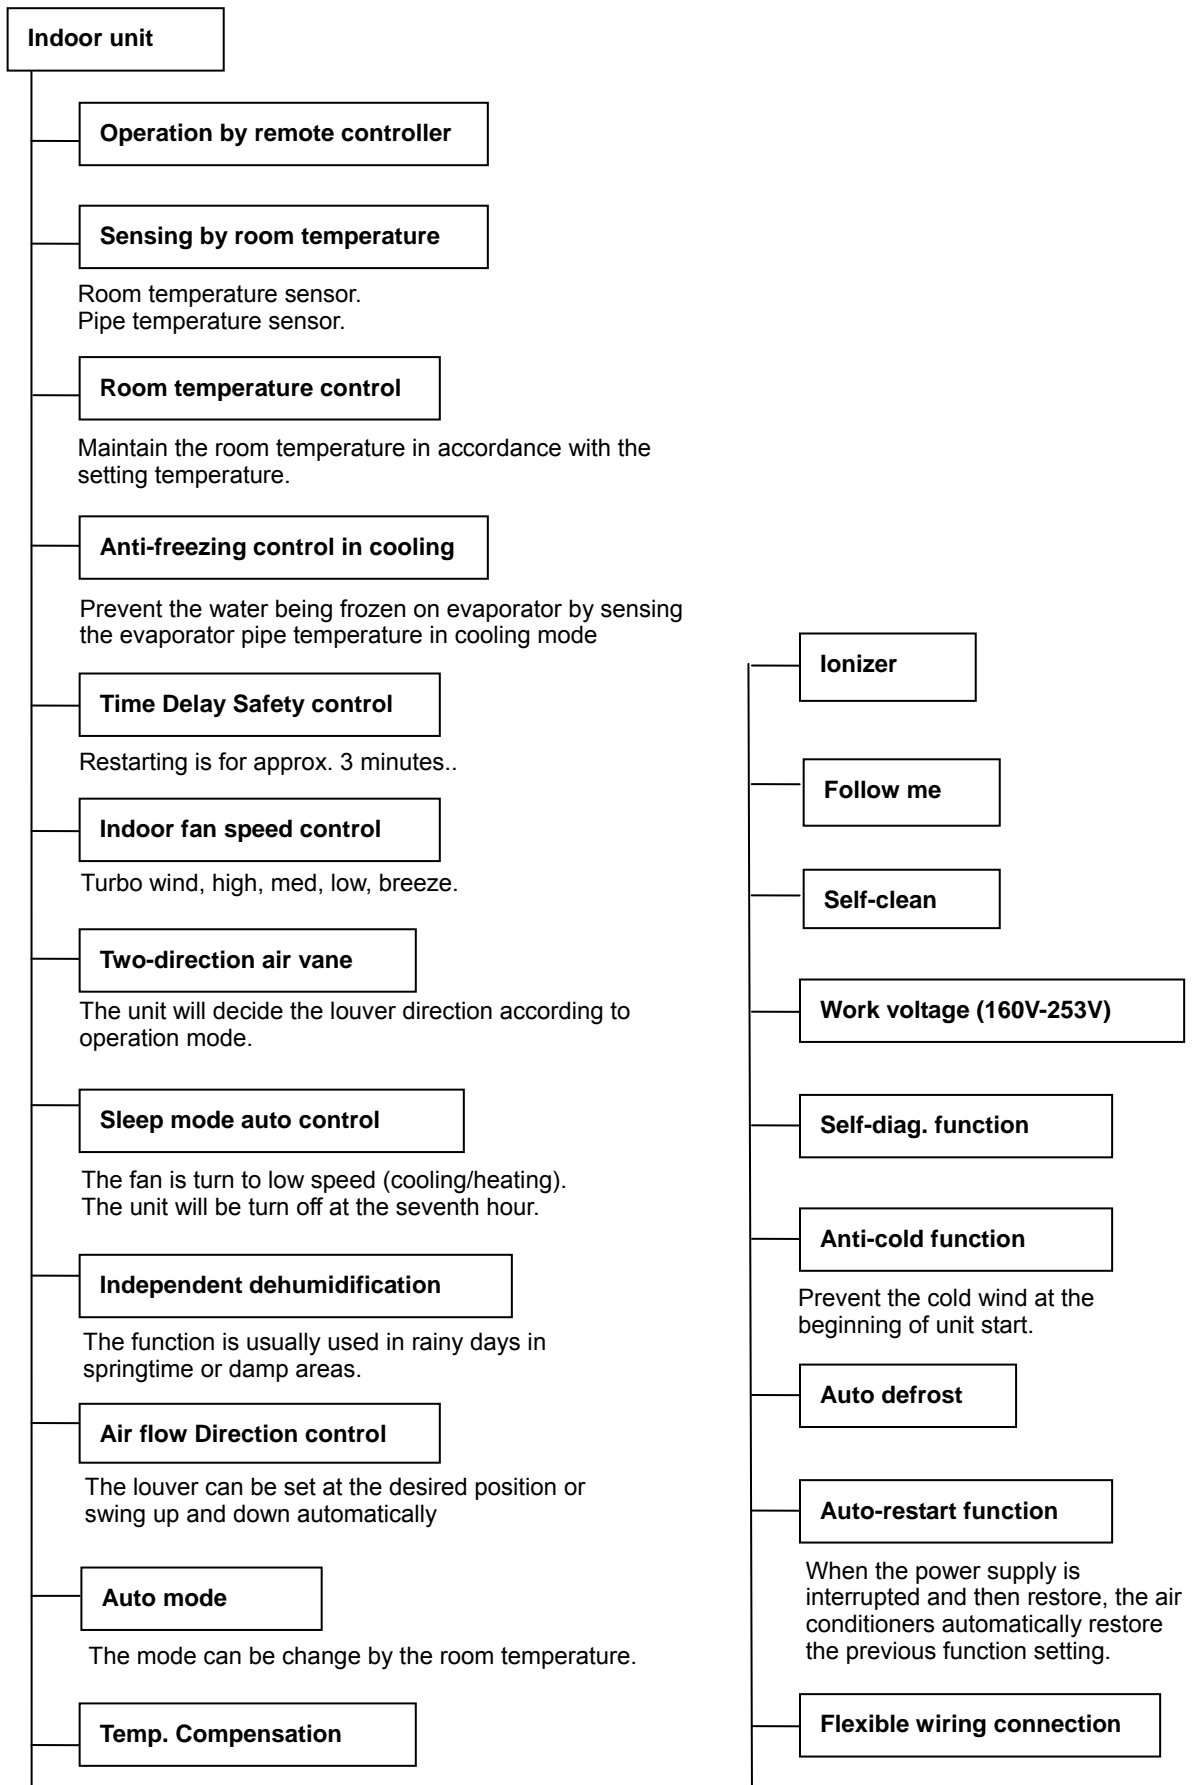 Indoor unit
Operation by remote controller
Sensing by room temperature
Room temperature sensor.
Pipe temperature sensor.
Room temperature control
Maintain the room temperature in accordance with the
setting temperature.
Anti-freezing control in cooling
Prevent the water being frozen on evaporator by sensing
the evaporator pipe temperature in cooling mode
Time Delay Safety control
Restarting is for approx. 3 minutes..
Indoor fan speed control
Turbo wind, high, med, low, breeze.
Two-direction air vane
The unit will decide the louver direction according to
operation mode.
Sleep mode auto control
The fan is turn to low speed (cooling/heating).
The unit will be turn off at the seventh hour.
Independent dehumidification
The function is usually used in rainy days in
springtime or damp areas.
Air flow Direction control
The louver can be set at the desired position or
swing up and down automatically
Auto mode
The mode can be change by the room temperature.
Temp. Compensation
Ionizer
Follow me
Self-clean
Work voltage (160V-253V)
Self-diag. function
Anti-cold function
Prevent the cold wind at the
beginning of unit start.
Auto defrost
Auto-restart function
When the power supply is
interrupted and then restore, the air
conditioners automatically restore
the previous function setting.
Flexible wiring connection